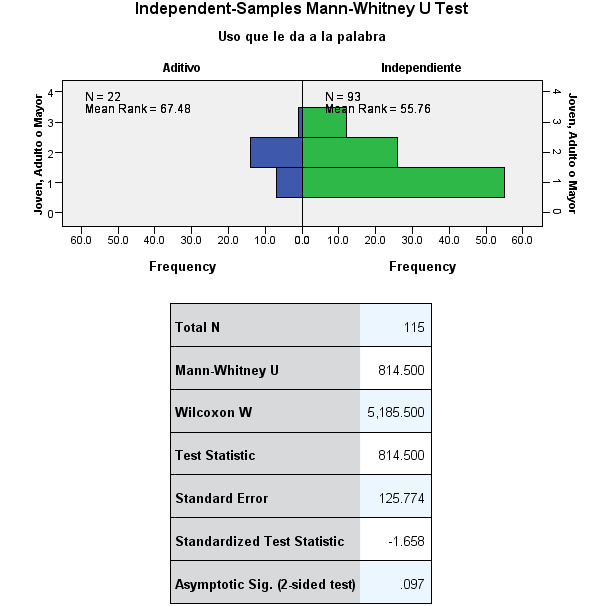 Independent-Samples Mann-Whitney U Test
Uso que le da a la palabra
Aditivo Independiente
N = 22
Mean Rank = 67.48
N = 93
Mean Rank = 55.76
Joven, Adulto o Mayor
4
3
2
1
0
4
3
2
1
0
Joven, Adulto o Mayor
60.0 50.0 40.0 30.0 20.0 10.0 0.0 10.0 20.0 30.0 40.0 50.0 60.0
Frequency Frequency
Total N 115
Mann-Whitney U 814.500
Wilcoxon W 5,185.500
Test Statistic 814.500
Standard Error 125.774
Standardized Test Statistic -1.658
Asymptotic Sig. (2-sided test) .097